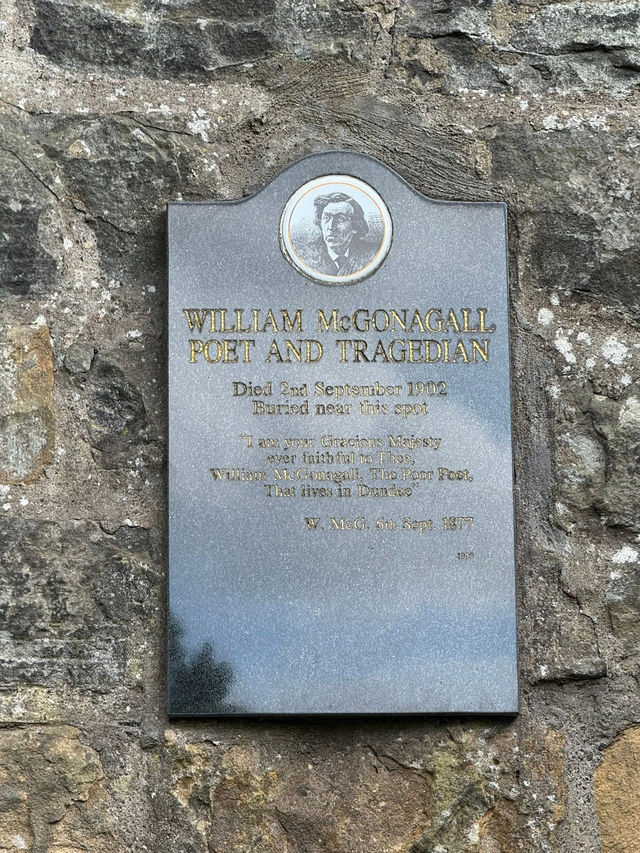 WILLIAM McGONAGALL
POET AND TRAGEDIAN
Died 2nd September 1902
Buried near this spot
"I am your Gracious Majesty
ever faithful to Thee,
William McGonagall, The Poor Poet,
That lives in Dundee"
W. McG. 6th Sept. 1877